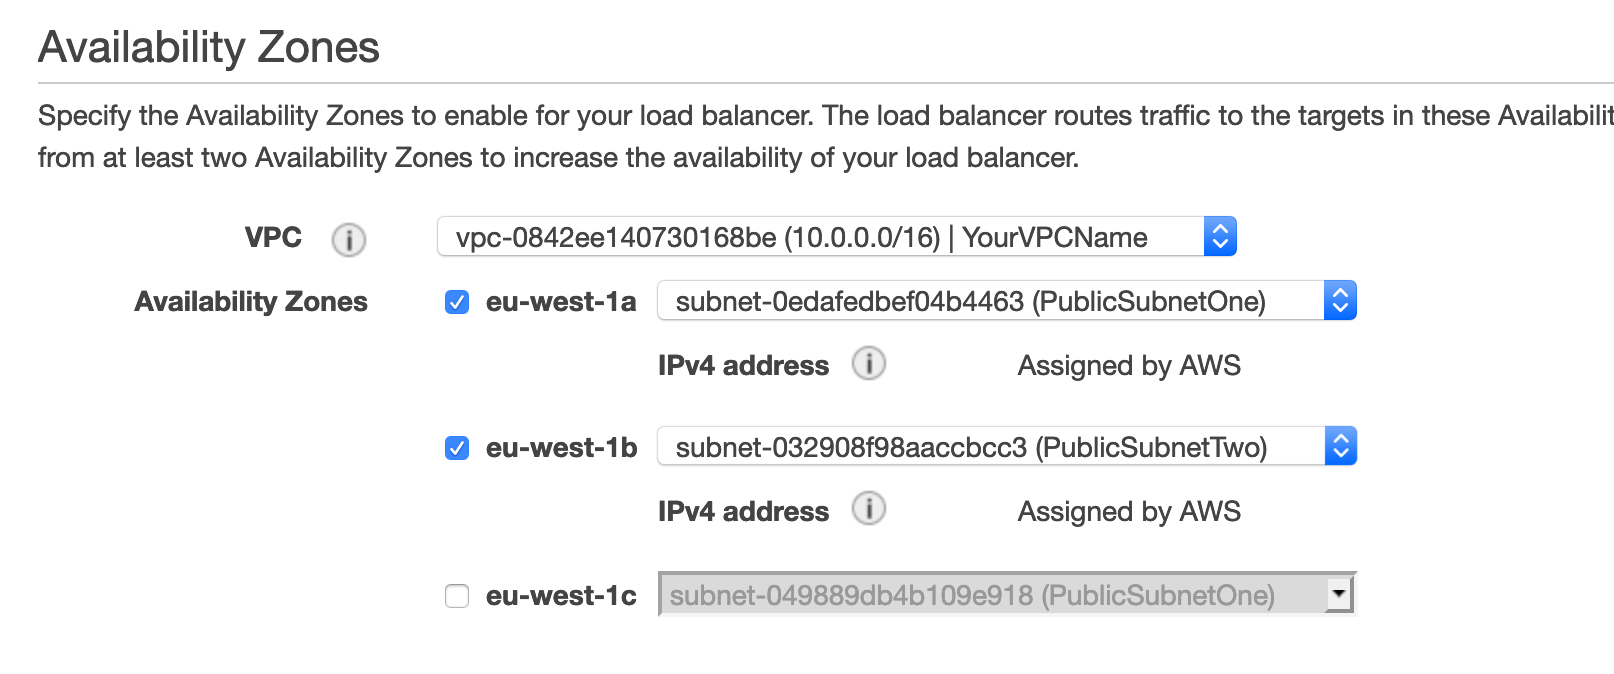 Availability Zones
Specify the Availability Zones to enable for your load balancer. The load balancer routes traffic to the targets in these Availabilit
from at least two Availability Zones to increase the availability of your load balancer.
VPC i vpc-0842ee140730168be (10.0.0.0/16) | YourVPCName
Availability Zones eu-west-1a subnet-0edafedbef04b4463 (PublicSubnetOne)
IPv4 address i Assigned by AWS
eu-west-1b subnet-032908f98aaccbcc3 (PublicSubnetTwo)
IPv4 address i Assigned by AWS
eu-west-1c subnet-049889db4b109e918 (PublicSubnetOne)